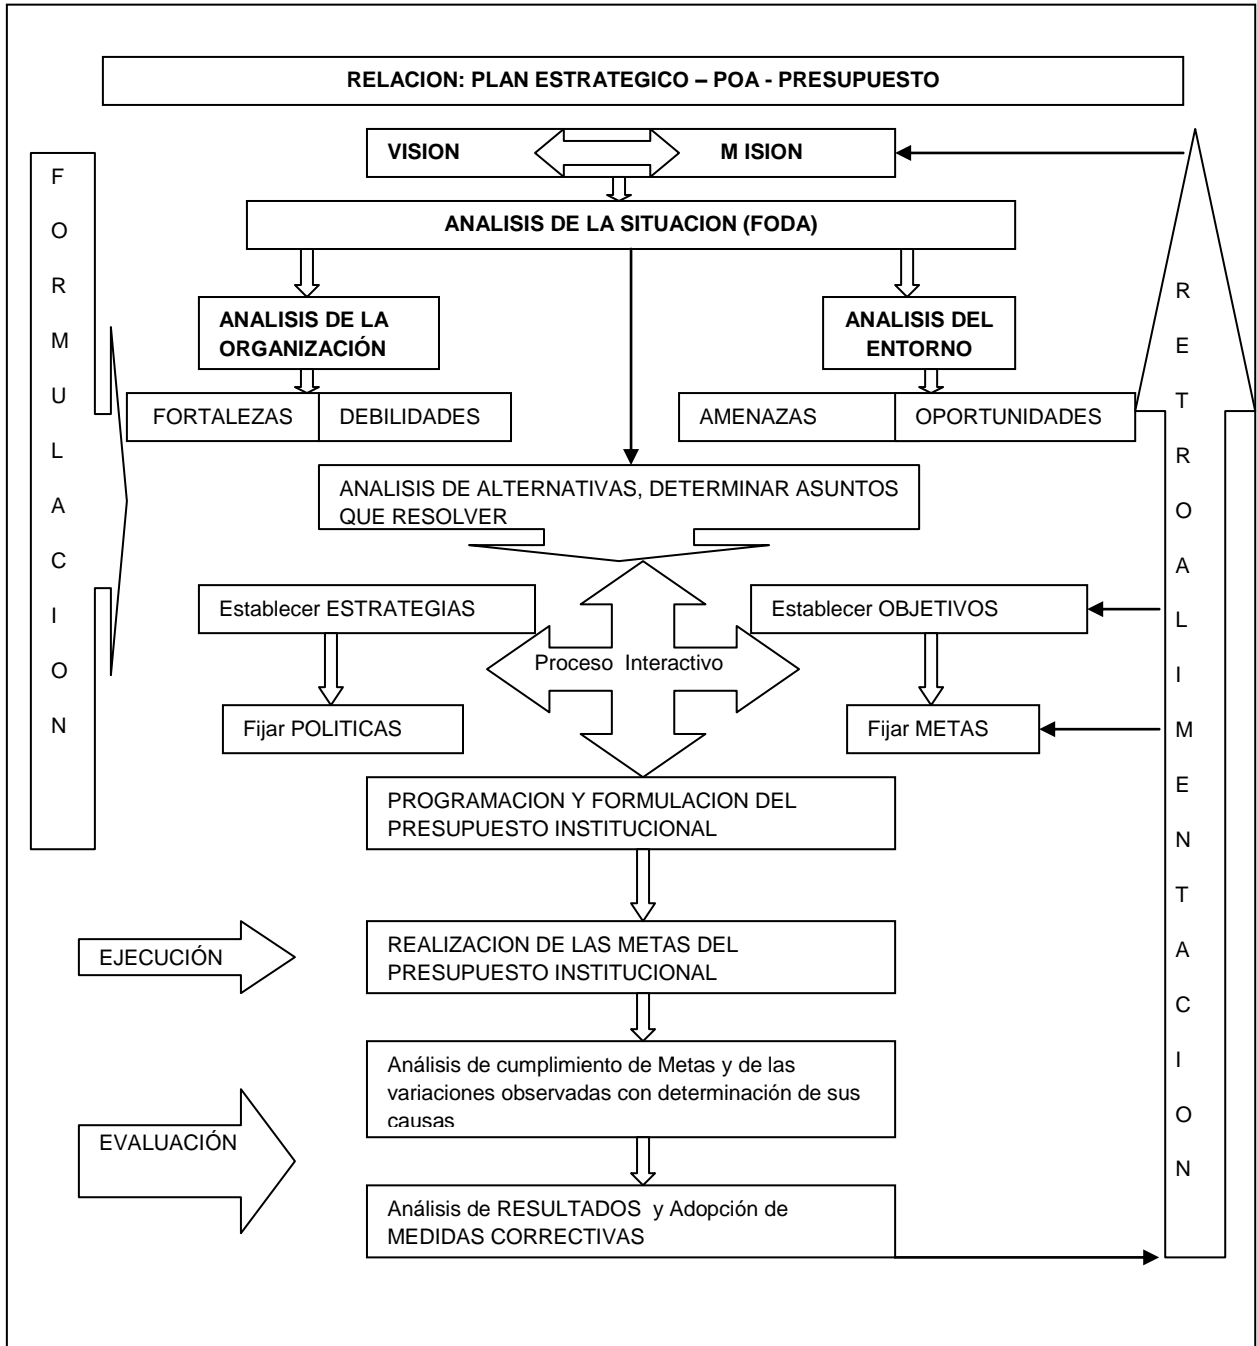 RELACION: PLAN ESTRATEGICO – POA - PRESUPUESTO
VISION
M ISION
ANALISIS DE LA SITUACION (FODA)
ANALISIS DE LA
ORGANIZACIÓN
ANALISIS DEL
ENTORNO
FORTALEZAS
DEBILIDADES
AMENAZAS
OPORTUNIDADES
ANALISIS DE ALTERNATIVAS, DETERMINAR ASUNTOS
QUE RESOLVER
Establecer ESTRATEGIAS
Establecer OBJETIVOS
Proceso Interactivo
Fijar POLITICAS
Fijar METAS
PROGRAMACION Y FORMULACION DEL
PRESUPUESTO INSTITUCIONAL
FORMULACION
EJECUCIÓN
REALIZACION DE LAS METAS DEL
PRESUPUESTO INSTITUCIONAL
Análisis de cumplimiento de Metas y de las
variaciones observadas con determinación de sus
causas
EVALUACIÓN
Análisis de RESULTADOS y Adopción de
MEDIDAS CORRECTIVAS
RETROALIMENTACION